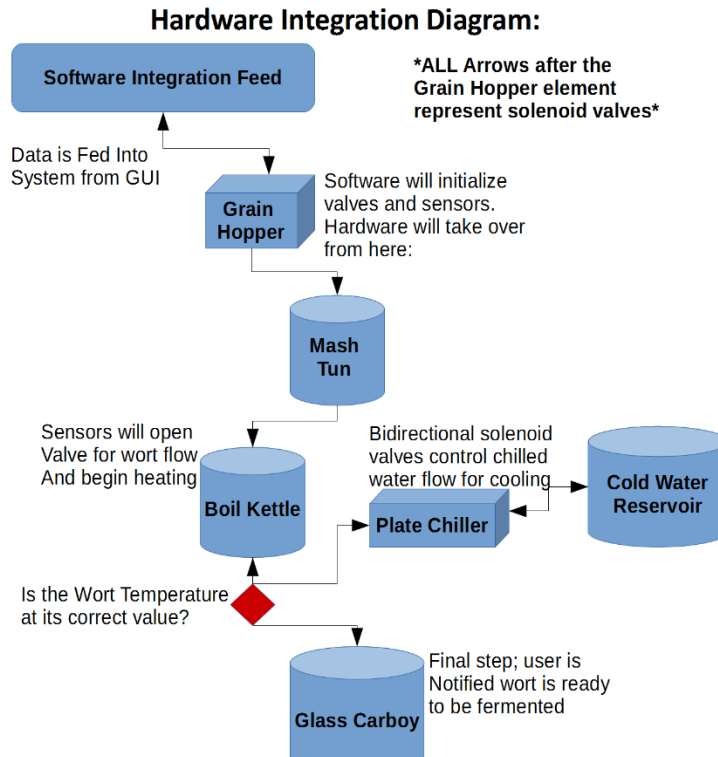 Hardware Integration Diagram:
Software Integration Feed
*ALL Arrows after the
Grain Hopper element
represent solenoid valves*
Data is Fed Into
System from GUI
Grain
Hopper
Software will initialize
valves and sensors.
Hardware will take over
from here:
Mash
Tun
Sensors will open
Valve for wort flow
And begin heating
Boil Kettle
Bidirectional solenoid
valves control chilled
water flow for cooling
Plate Chiller
Cold Water
Reservoir
Is the Wort Temperature
at its correct value?
Final step; user is
Notified wort is ready
to be fermented
Glass Carboy